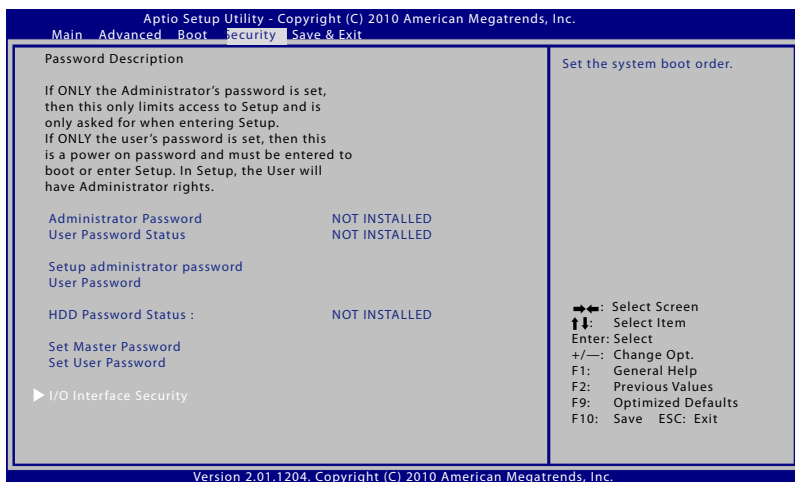 Aptio Setup Utility - Copyright (C) 2010 American Megatrends, Inc.
Main Advanced Boot Security Save & Exit
Password Description
If ONLY the Administrator's password is set,
then this only limits access to Setup and is
only asked for when entering Setup.
If ONLY the user's password is set, then this
is a power on password and must be entered to
boot or enter Setup. In Setup, the User will
have Administrator rights.
Administrator Password NOT INSTALLED
User Password Status NOT INSTALLED
Setup administrator password
User Password
HDD Password Status : NOT INSTALLED
Set Master Password
Set User Password
I/O Interface Security
Set the system boot order.
→←: Select Screen
↑↓: Select Item
Enter: Select
+/—: Change Opt.
F1: General Help
F2: Previous Values
F9: Optimized Defaults
F10: Save ESC: Exit
Version 2.01.1204. Copyright (C) 2010 American Megatrends, Inc.